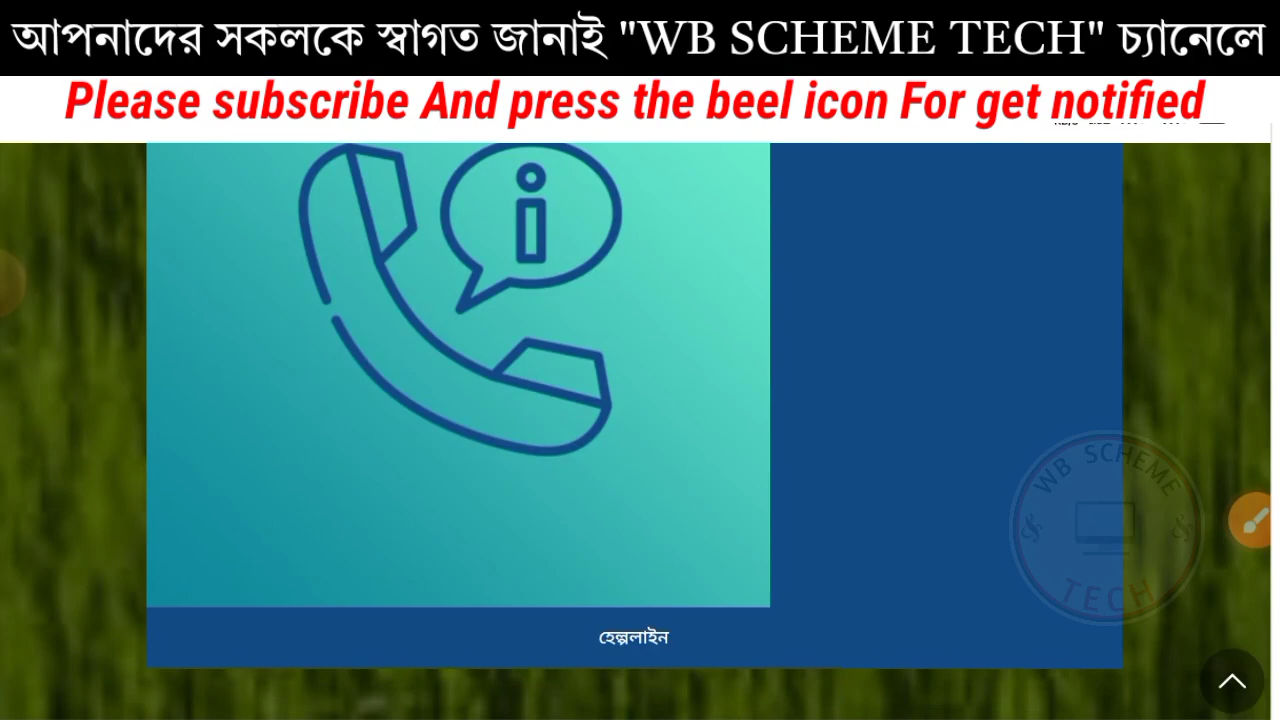 আপনাদের সকলকে স্বাগত জানাই "WB SCHEME TECH" চ্যানেলে
Please subscribe And press the beel icon For get notified
WB SCHEME
TECH
হেল্পলাইন